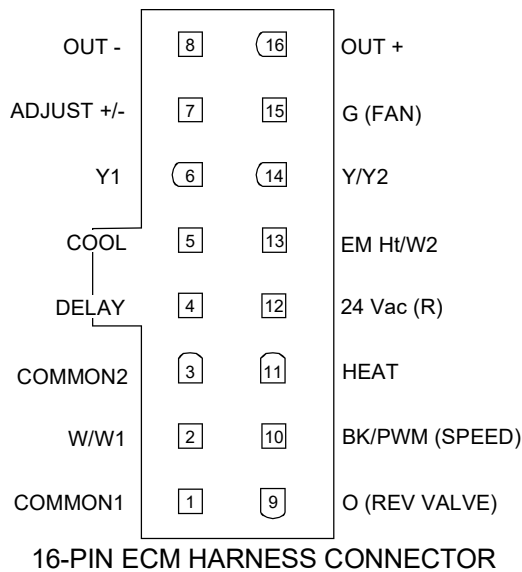 OUT - 8 16 OUT +
ADJUST +/- 7 15 G (FAN)
Y1 6 14 Y/Y2
COOL 5 13 EM Ht/W2
DELAY 4 12 24 Vac (R)
COMMON2 3 11 HEAT
W/W1 2 10 BK/PWM (SPEED)
COMMON1 1 9 O (REV VALVE)
16-PIN ECM HARNESS CONNECTOR